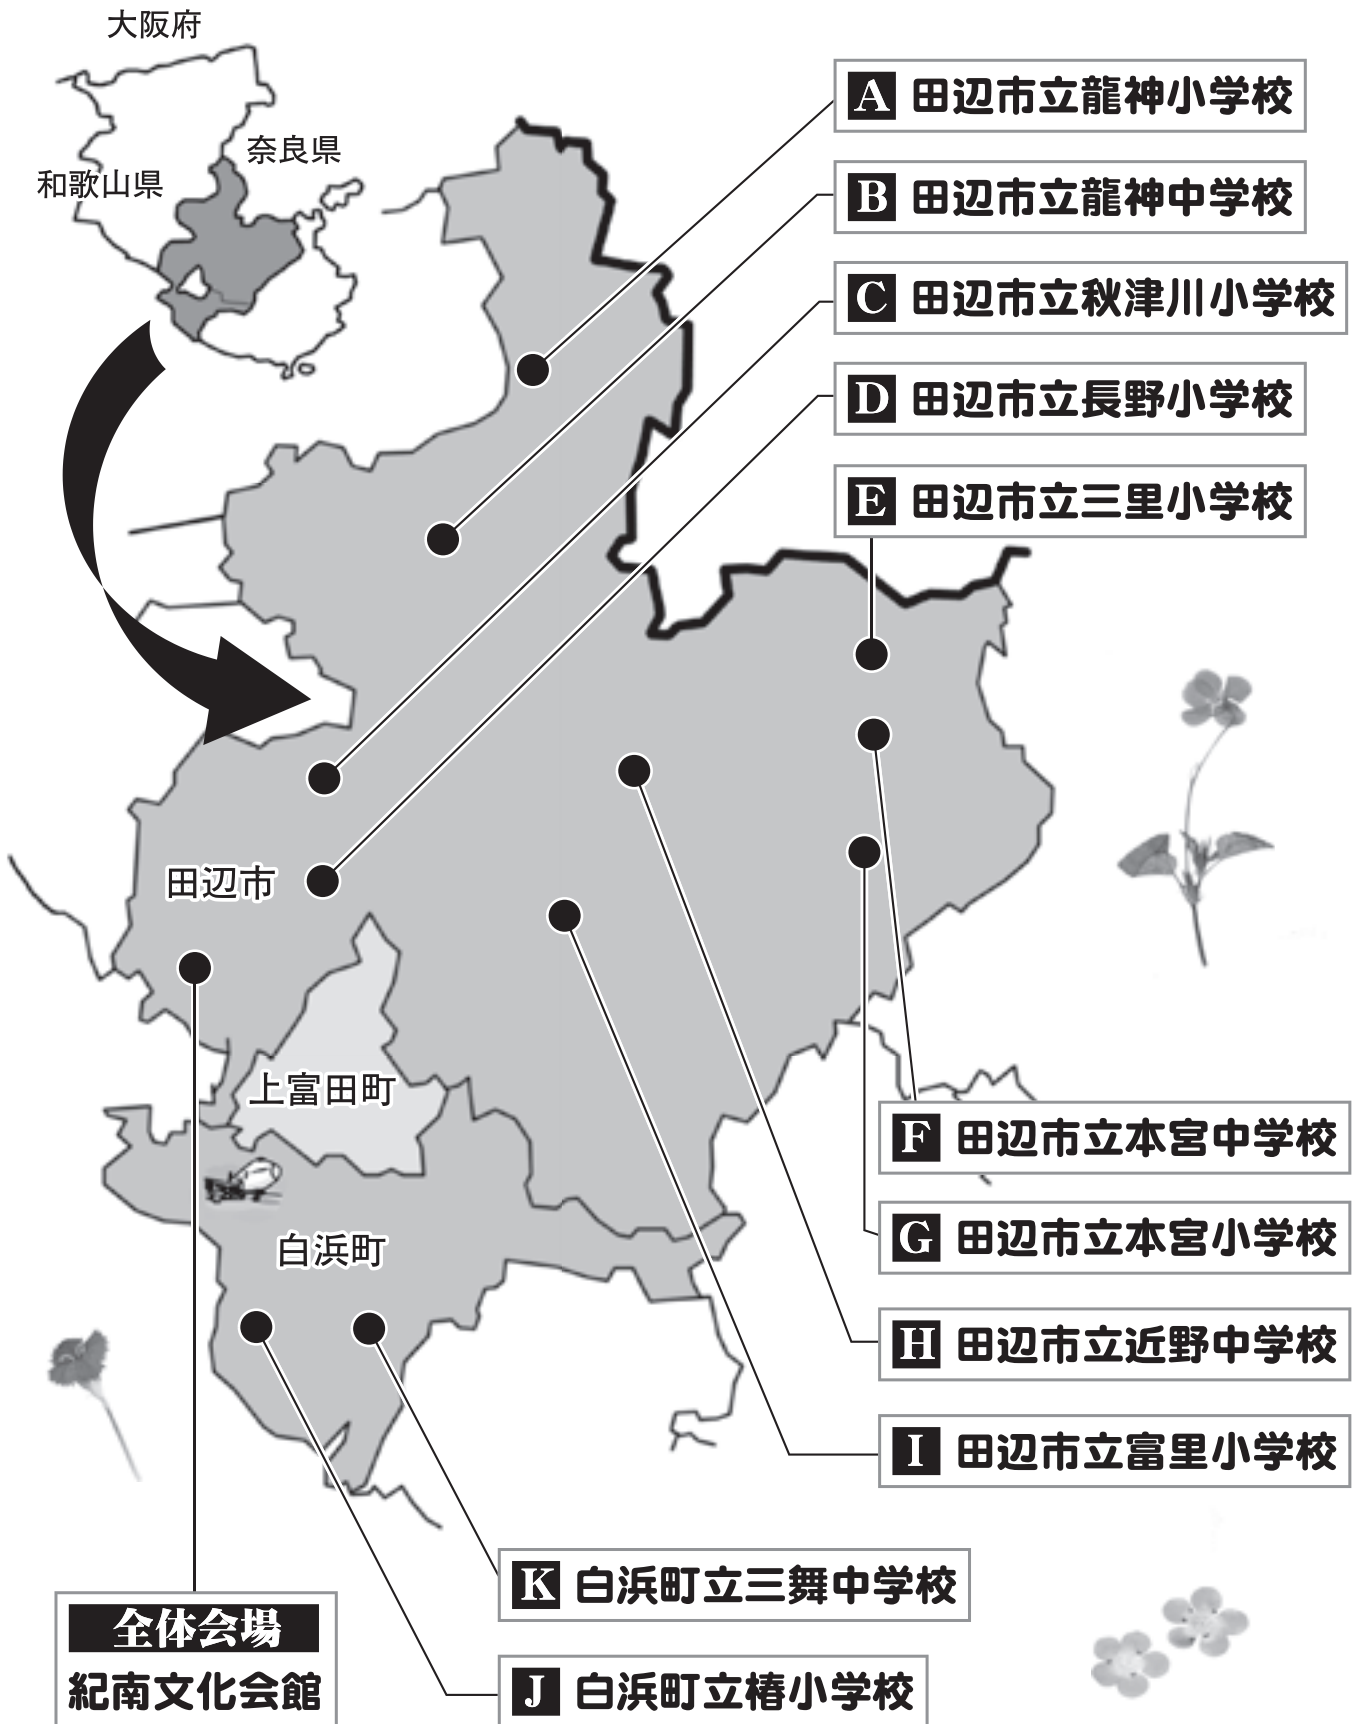 大阪府
奈良県
和歌山県
A 田辺市立龍神小学校
B 田辺市立龍神中学校
C 田辺市立秋津川小学校
D 田辺市立長野小学校
E 田辺市立三里小学校
田辺市
上富田町
白浜町
F 田辺市立本宮中学校
G 田辺市立本宮小学校
H 田辺市立近野中学校
I 田辺市立富里小学校
K 白浜町立三舞中学校
J 白浜町立椿小学校
全体会場
紀南文化会館